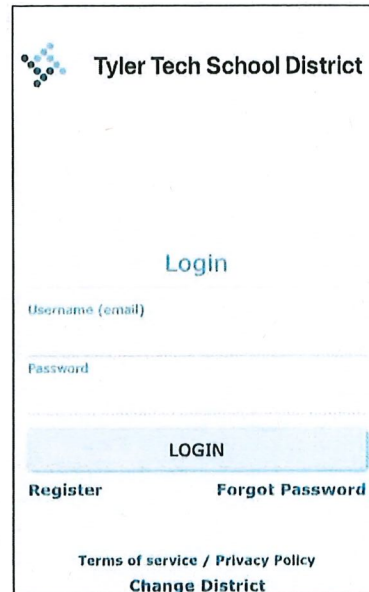 Tyler Tech School District
Login
Username (email)
Password
LOGIN
Register Forgot Password
Terms of service / Privacy Policy
Change District